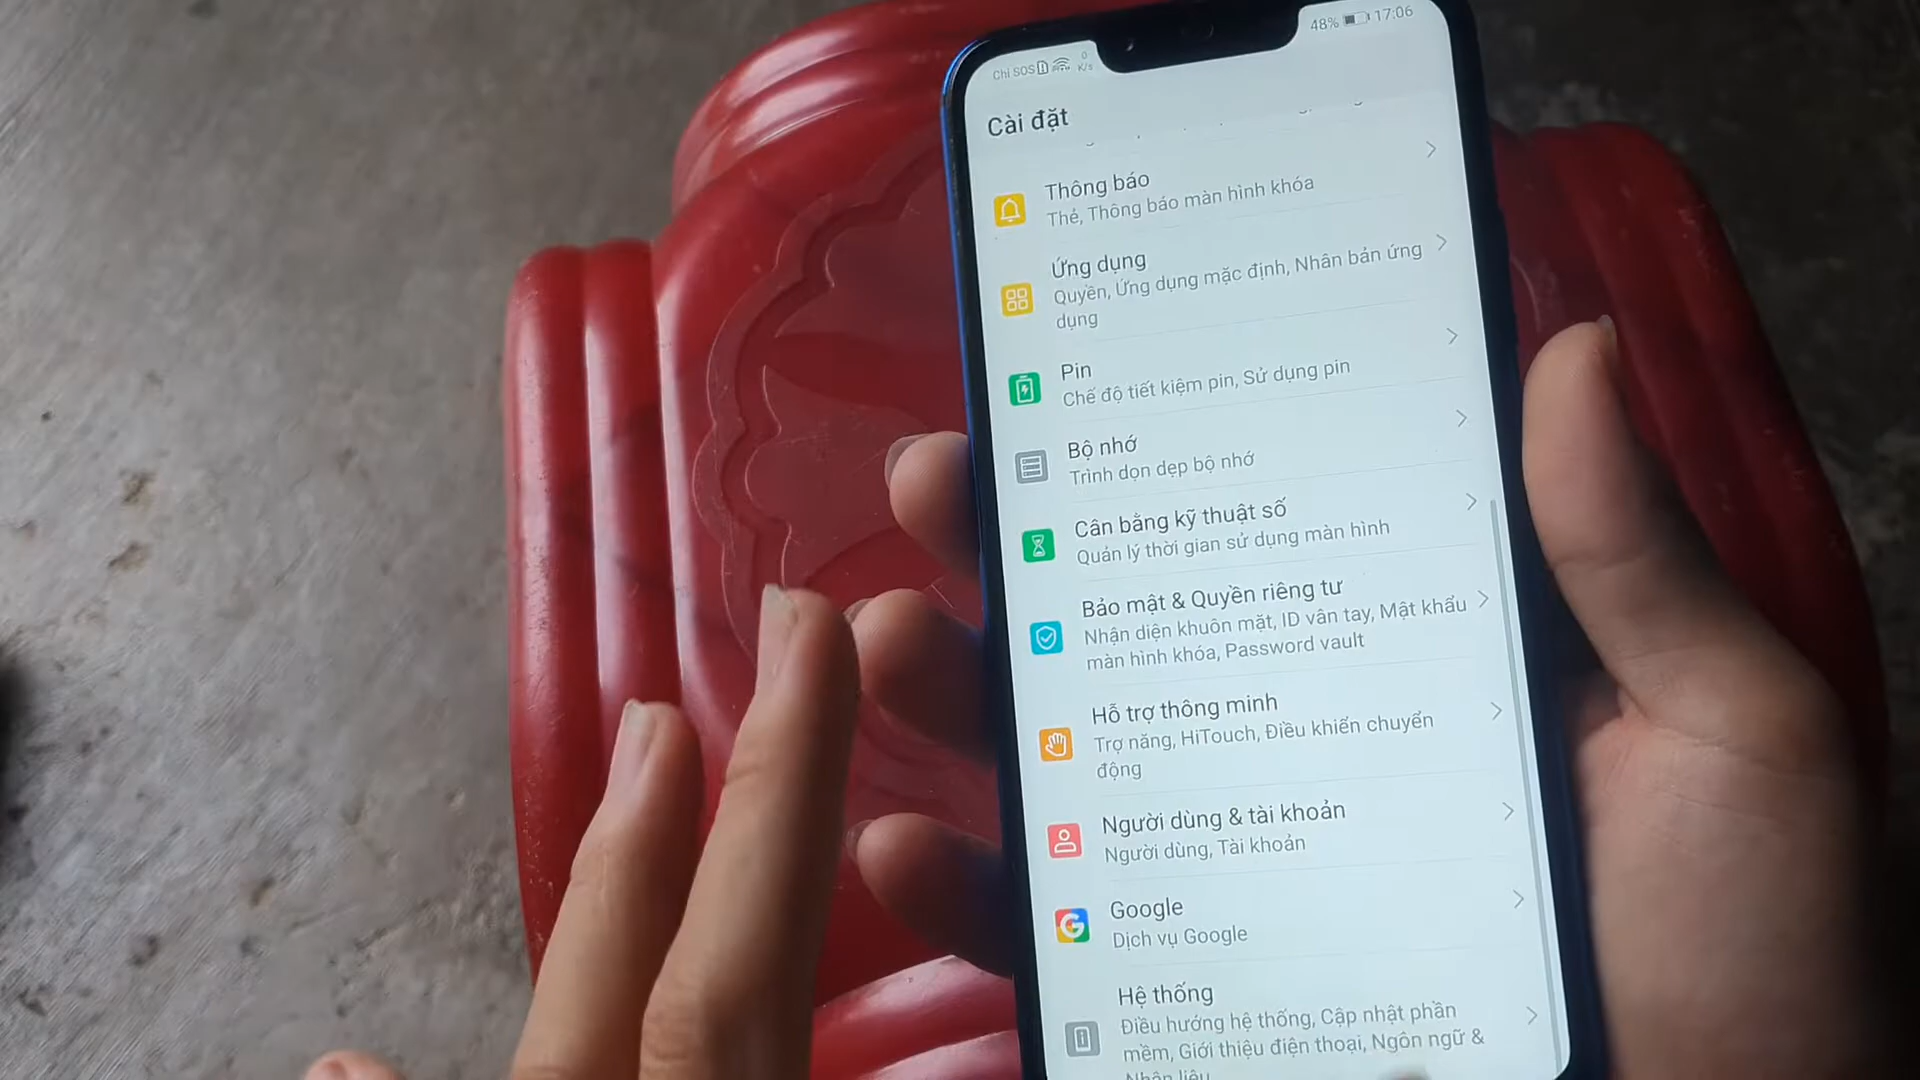 Chỉ SOS
0
K/s
48%
17:06
Cài đặt
Thông báo
Thẻ, Thông báo màn hình khóa
Ứng dụng
Quyền, Ứng dụng mặc định, Nhân bản ứng
dụng
Pin
Chế độ tiết kiệm pin, Sử dụng pin
Bộ nhớ
Trình dọn dẹp bộ nhớ
Cân bằng kỹ thuật số
Quản lý thời gian sử dụng màn hình
Bảo mật & Quyền riêng tư
Nhận diện khuôn mặt, ID vân tay, Mật khẩu
màn hình khóa, Password vault
Hỗ trợ thông minh
Trợ năng, HiTouch, Điều khiển chuyển
động
Người dùng & tài khoản
Người dùng, Tài khoản
Google
Dịch vụ Google
Hệ thống
Điều hướng hệ thống, Cập nhật phần
mềm, Giới thiệu điện thoại, Ngôn ngữ &
Nhập liệu